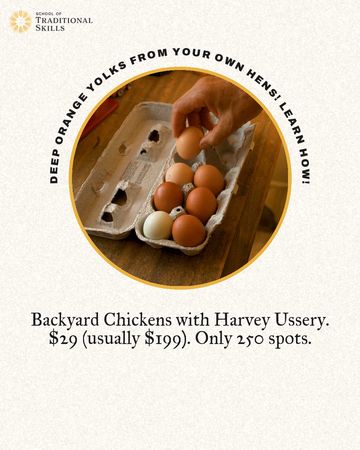 SCHOOL OF
TRADITIONAL
SKILLS
DEEP ORANGE YOLKS FROM YOUR OWN HENS! LEARN HOW!
Backyard Chickens with Harvey Ussery.
$29 (usually $199). Only 250 spots.